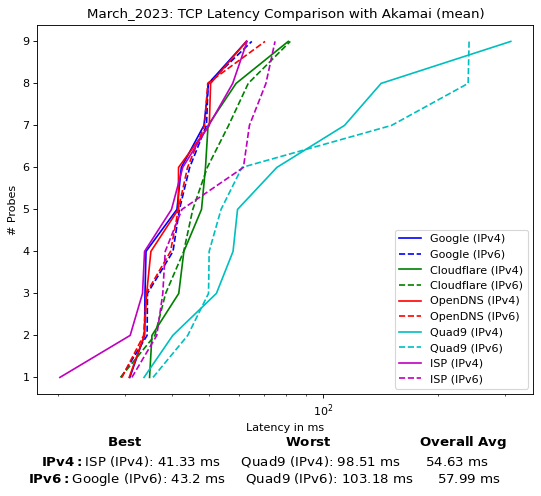 March_2023: TCP Latency Comparison with Akamai (mean)
# Probes
9
8
7
6
5
4
3
2
1
Google (IPv4)
Google (IPv6)
Cloudflare (IPv4)
Cloudflare (IPv6)
OpenDNS (IPv4)
OpenDNS (IPv6)
Quad9 (IPv4)
Quad9 (IPv6)
ISP (IPv4)
ISP (IPv6)
10²
Latency in ms
Best Worst Overall Avg
IPv4: ISP (IPv4): 41.33 ms Quad9 (IPv4): 98.51 ms 54.63 ms
IPv6: Google (IPv6): 43.2 ms Quad9 (IPv6): 103.18 ms 57.99 ms